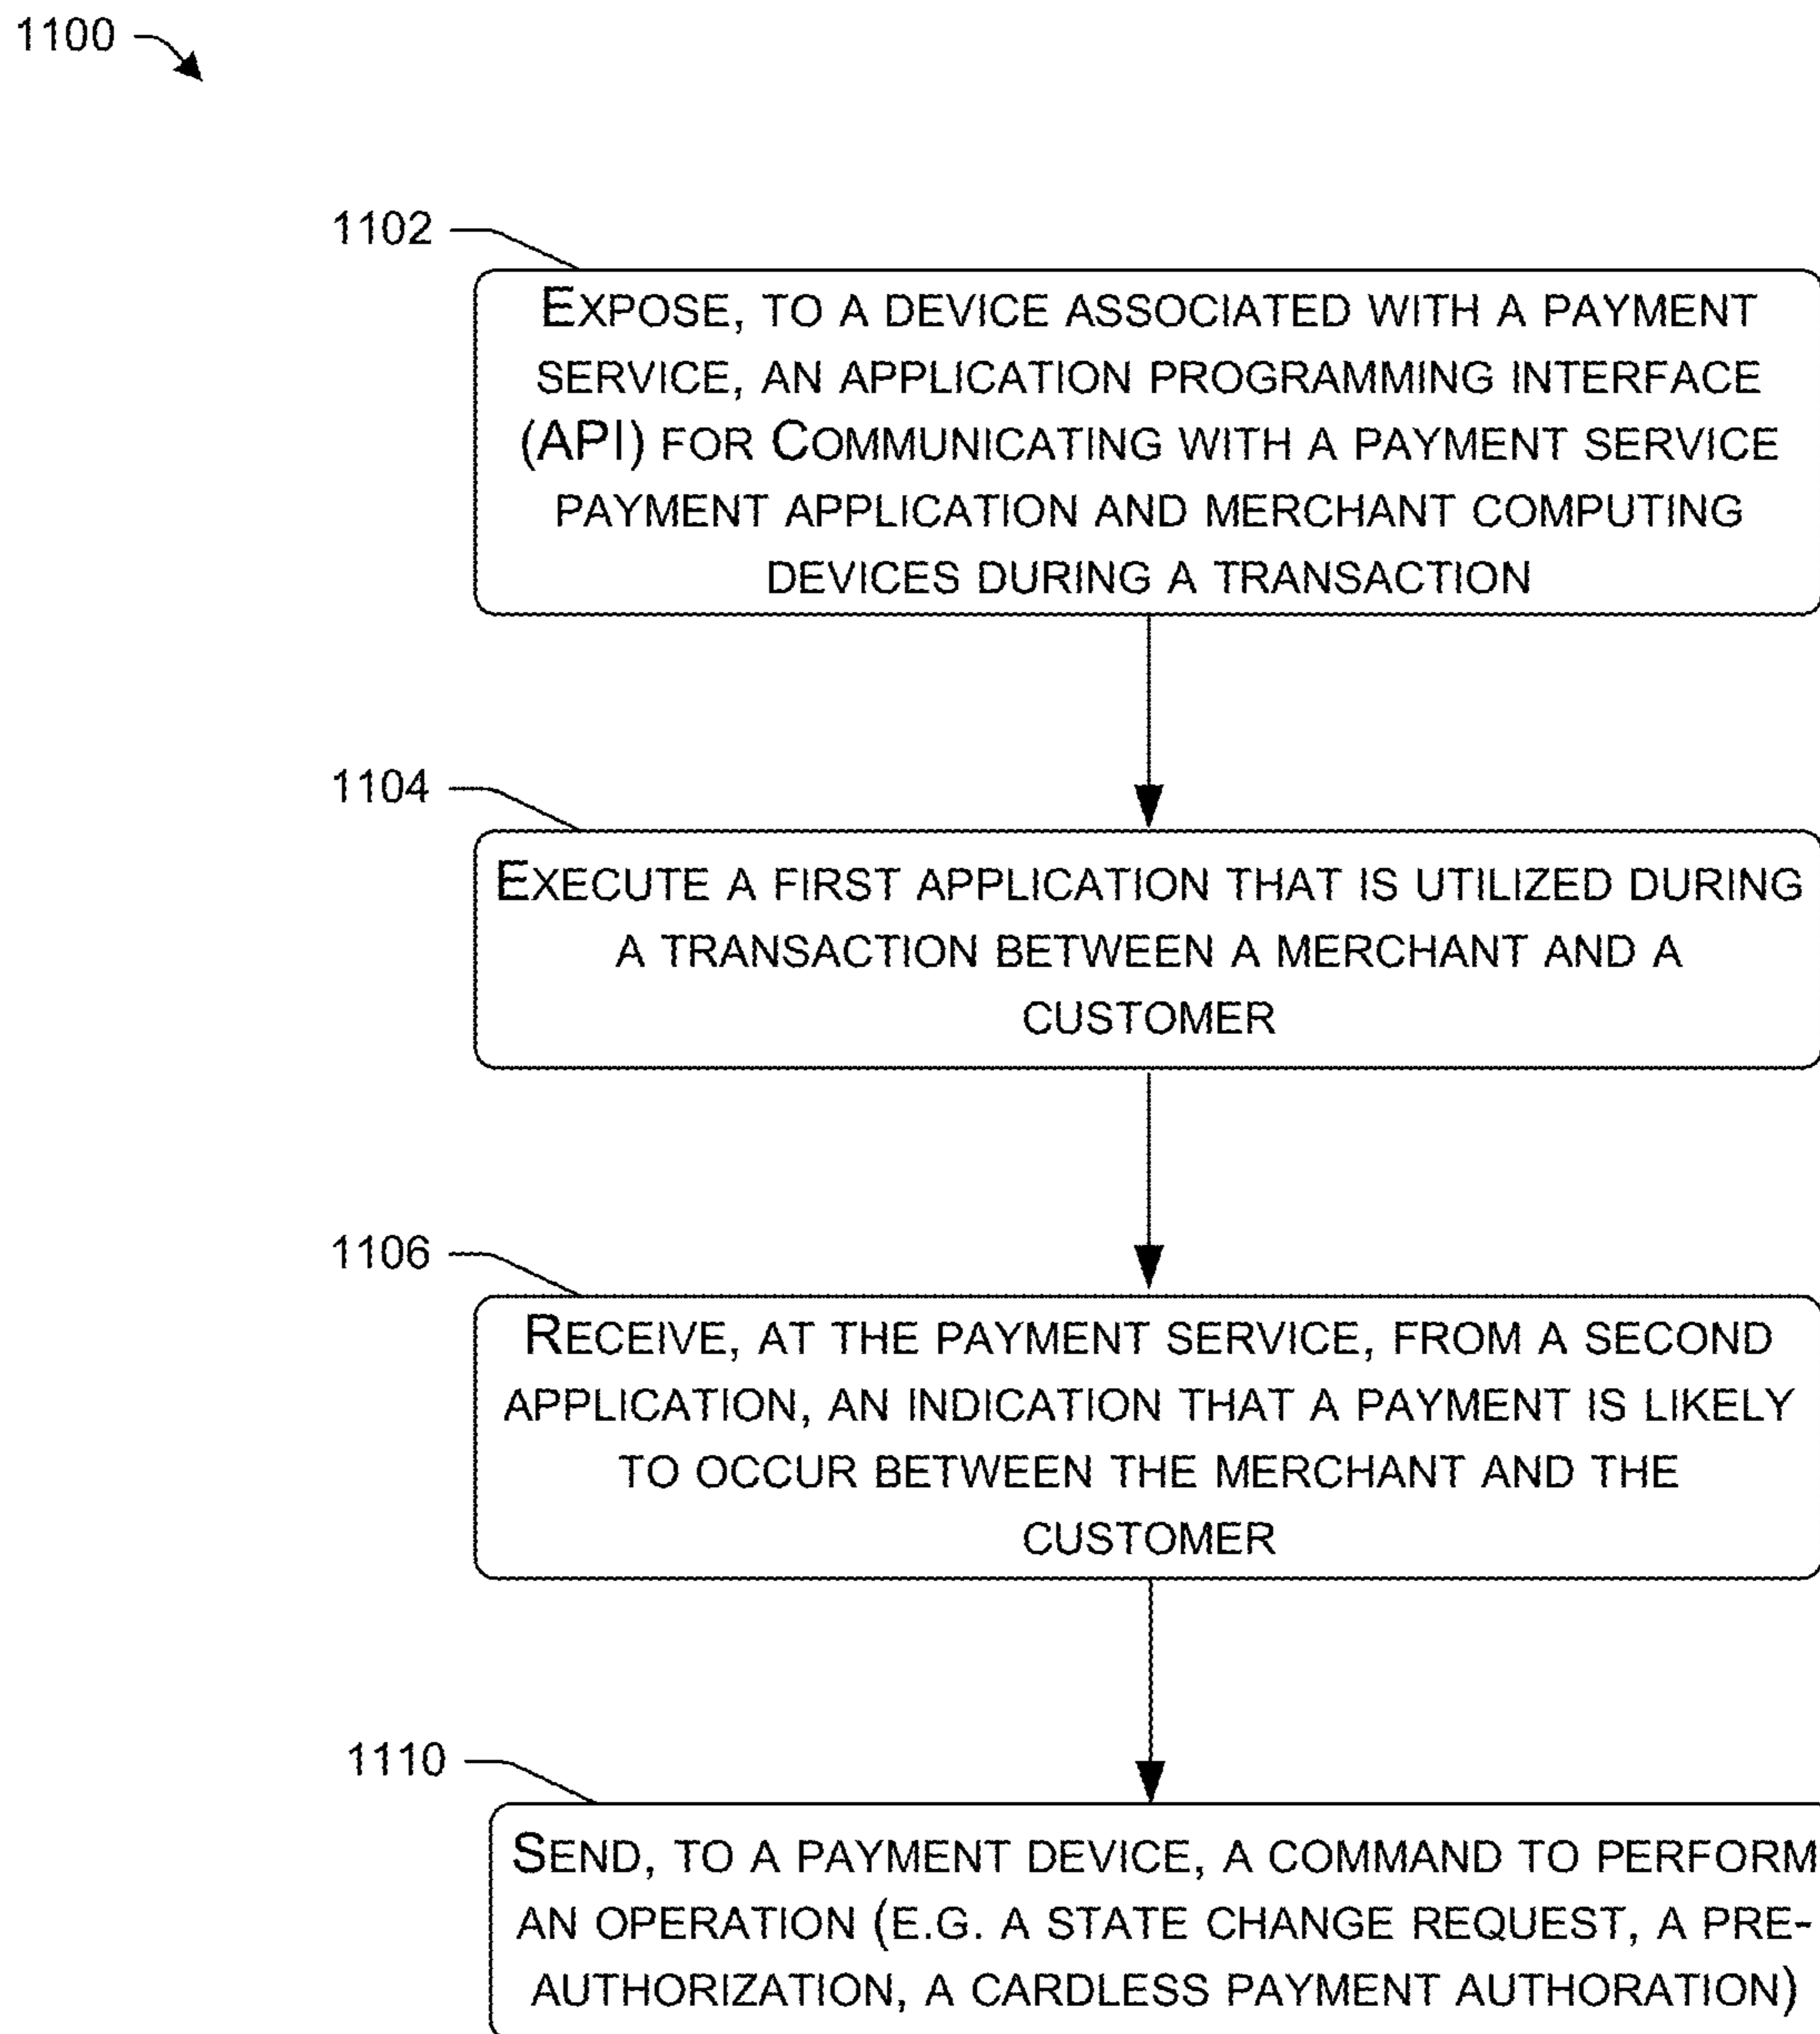 1100
1102
EXPOSE, TO A DEVICE ASSOCIATED WITH A PAYMENT
SERVICE, AN APPLICATION PROGRAMMING INTERFACE
(API) FOR COMMUNICATING WITH A PAYMENT SERVICE
PAYMENT APPLICATION AND MERCHANT COMPUTING
DEVICES DURING A TRANSACTION
1104
EXECUTE A FIRST APPLICATION THAT IS UTILIZED DURING
A TRANSACTION BETWEEN A MERCHANT AND A
CUSTOMER
1106
RECEIVE, AT THE PAYMENT SERVICE, FROM A SECOND
APPLICATION, AN INDICATION THAT A PAYMENT IS LIKELY
TO OCCUR BETWEEN THE MERCHANT AND THE
CUSTOMER
1110
SEND, TO A PAYMENT DEVICE, A COMMAND TO PERFORM
AN OPERATION (E.G. A STATE CHANGE REQUEST, A PRE-
AUTHORIZATION, A CARDLESS PAYMENT AUTHORATION)